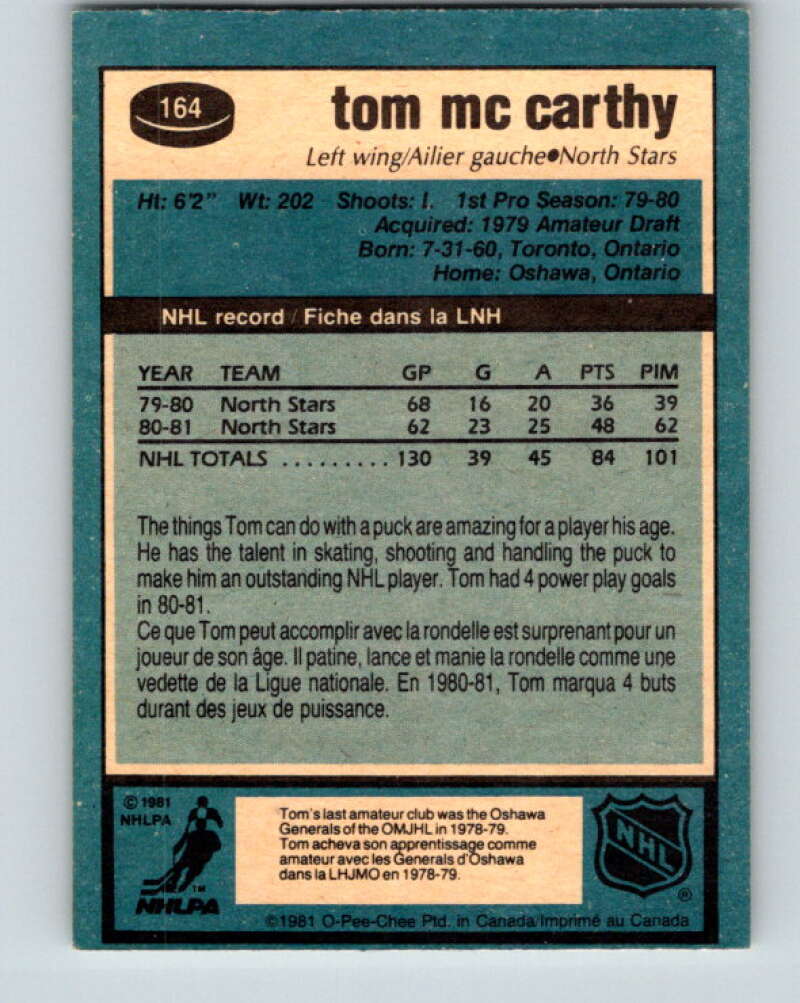 164
tom mc carthy
Left wing/Ailier gauche●North Stars
Ht: 6'2" Wt: 202 Shoots: l. 1st Pro Season: 79-80
Acquired: 1979 Amateur Draft
Born: 7-31-60, Toronto, Ontario
Home: Oshawa, Ontario
NHL record / Fiche dans la LNH
YEAR TEAM GP G A PTS PIM
79-80 North Stars 68 16 20 36 39
80-81 North Stars 62 23 25 48 62
NHL TOTALS ......... 130 39 45 84 101
The things Tom can do with a puck are amazing for a player his age.
He has the talent in skating, shooting and handling the puck to
make him an outstanding NHL player. Tom had 4 power play goals
in 80-81.
Ce que Tom peut accomplir avec la rondelle est surprenant pour un
joueur de son âge. Il patine, lance et manie la rondelle comme une
vedette de la Ligue nationale. En 1980-81, Tom marqua 4 buts
durant des jeux de puissance.
© 1981
NHLPA
TM
NHLPA
Tom's last amateur club was the Oshawa
Generals of the OMJHL in 1978-79.
Tom acheva son apprentissage comme
amateur avec les Generals d'Oshawa
dans la LHJMO en 1978-79.
NHL
®
©1981 O-Pee-Chee Ptd. in Canada/Imprimé au Canada